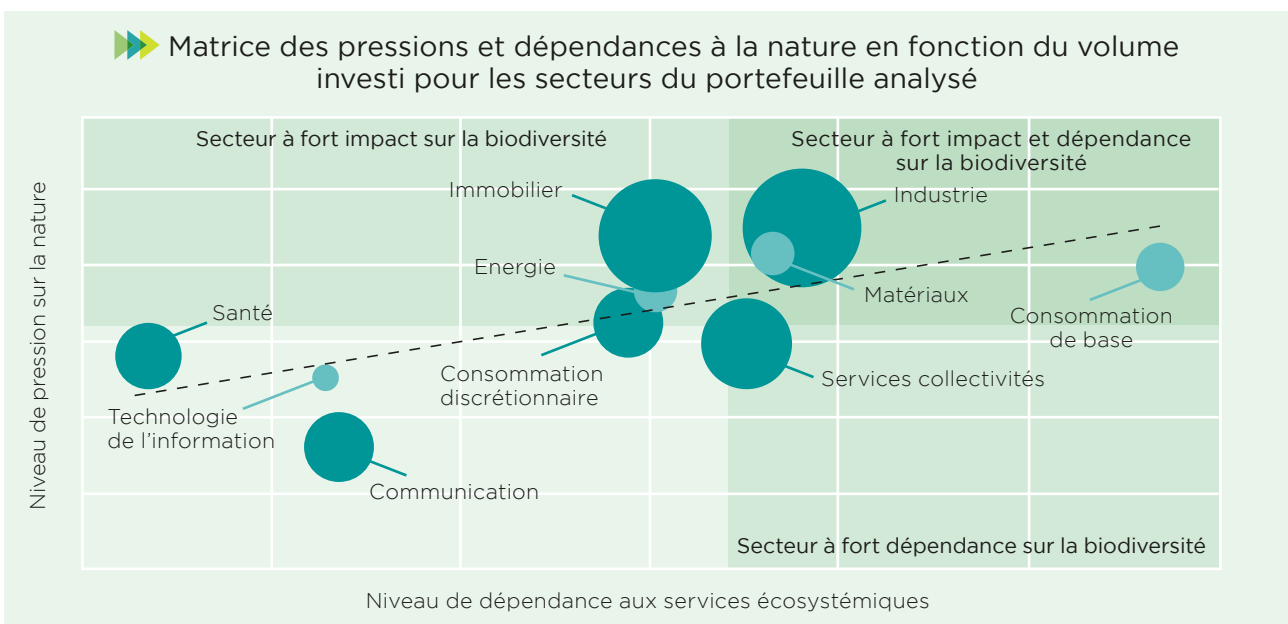 Matrice des pressions et dépendances à la nature en fonction du volume
investi pour les secteurs du portefeuille analysé
Secteur à fort impact sur la biodiversité
Secteur à fort impact et dépendance
sur la biodiversité
Immobilier
Industrie
Energie
Matériaux
Santé
Consommation
de base
Consommation
discrétionnaire
Services collectivités
Technologie
de l'information
Communication
Secteur à fort dépendance sur la biodiversité
Niveau de pression sur la nature
Niveau de dépendance aux services écosystémiques